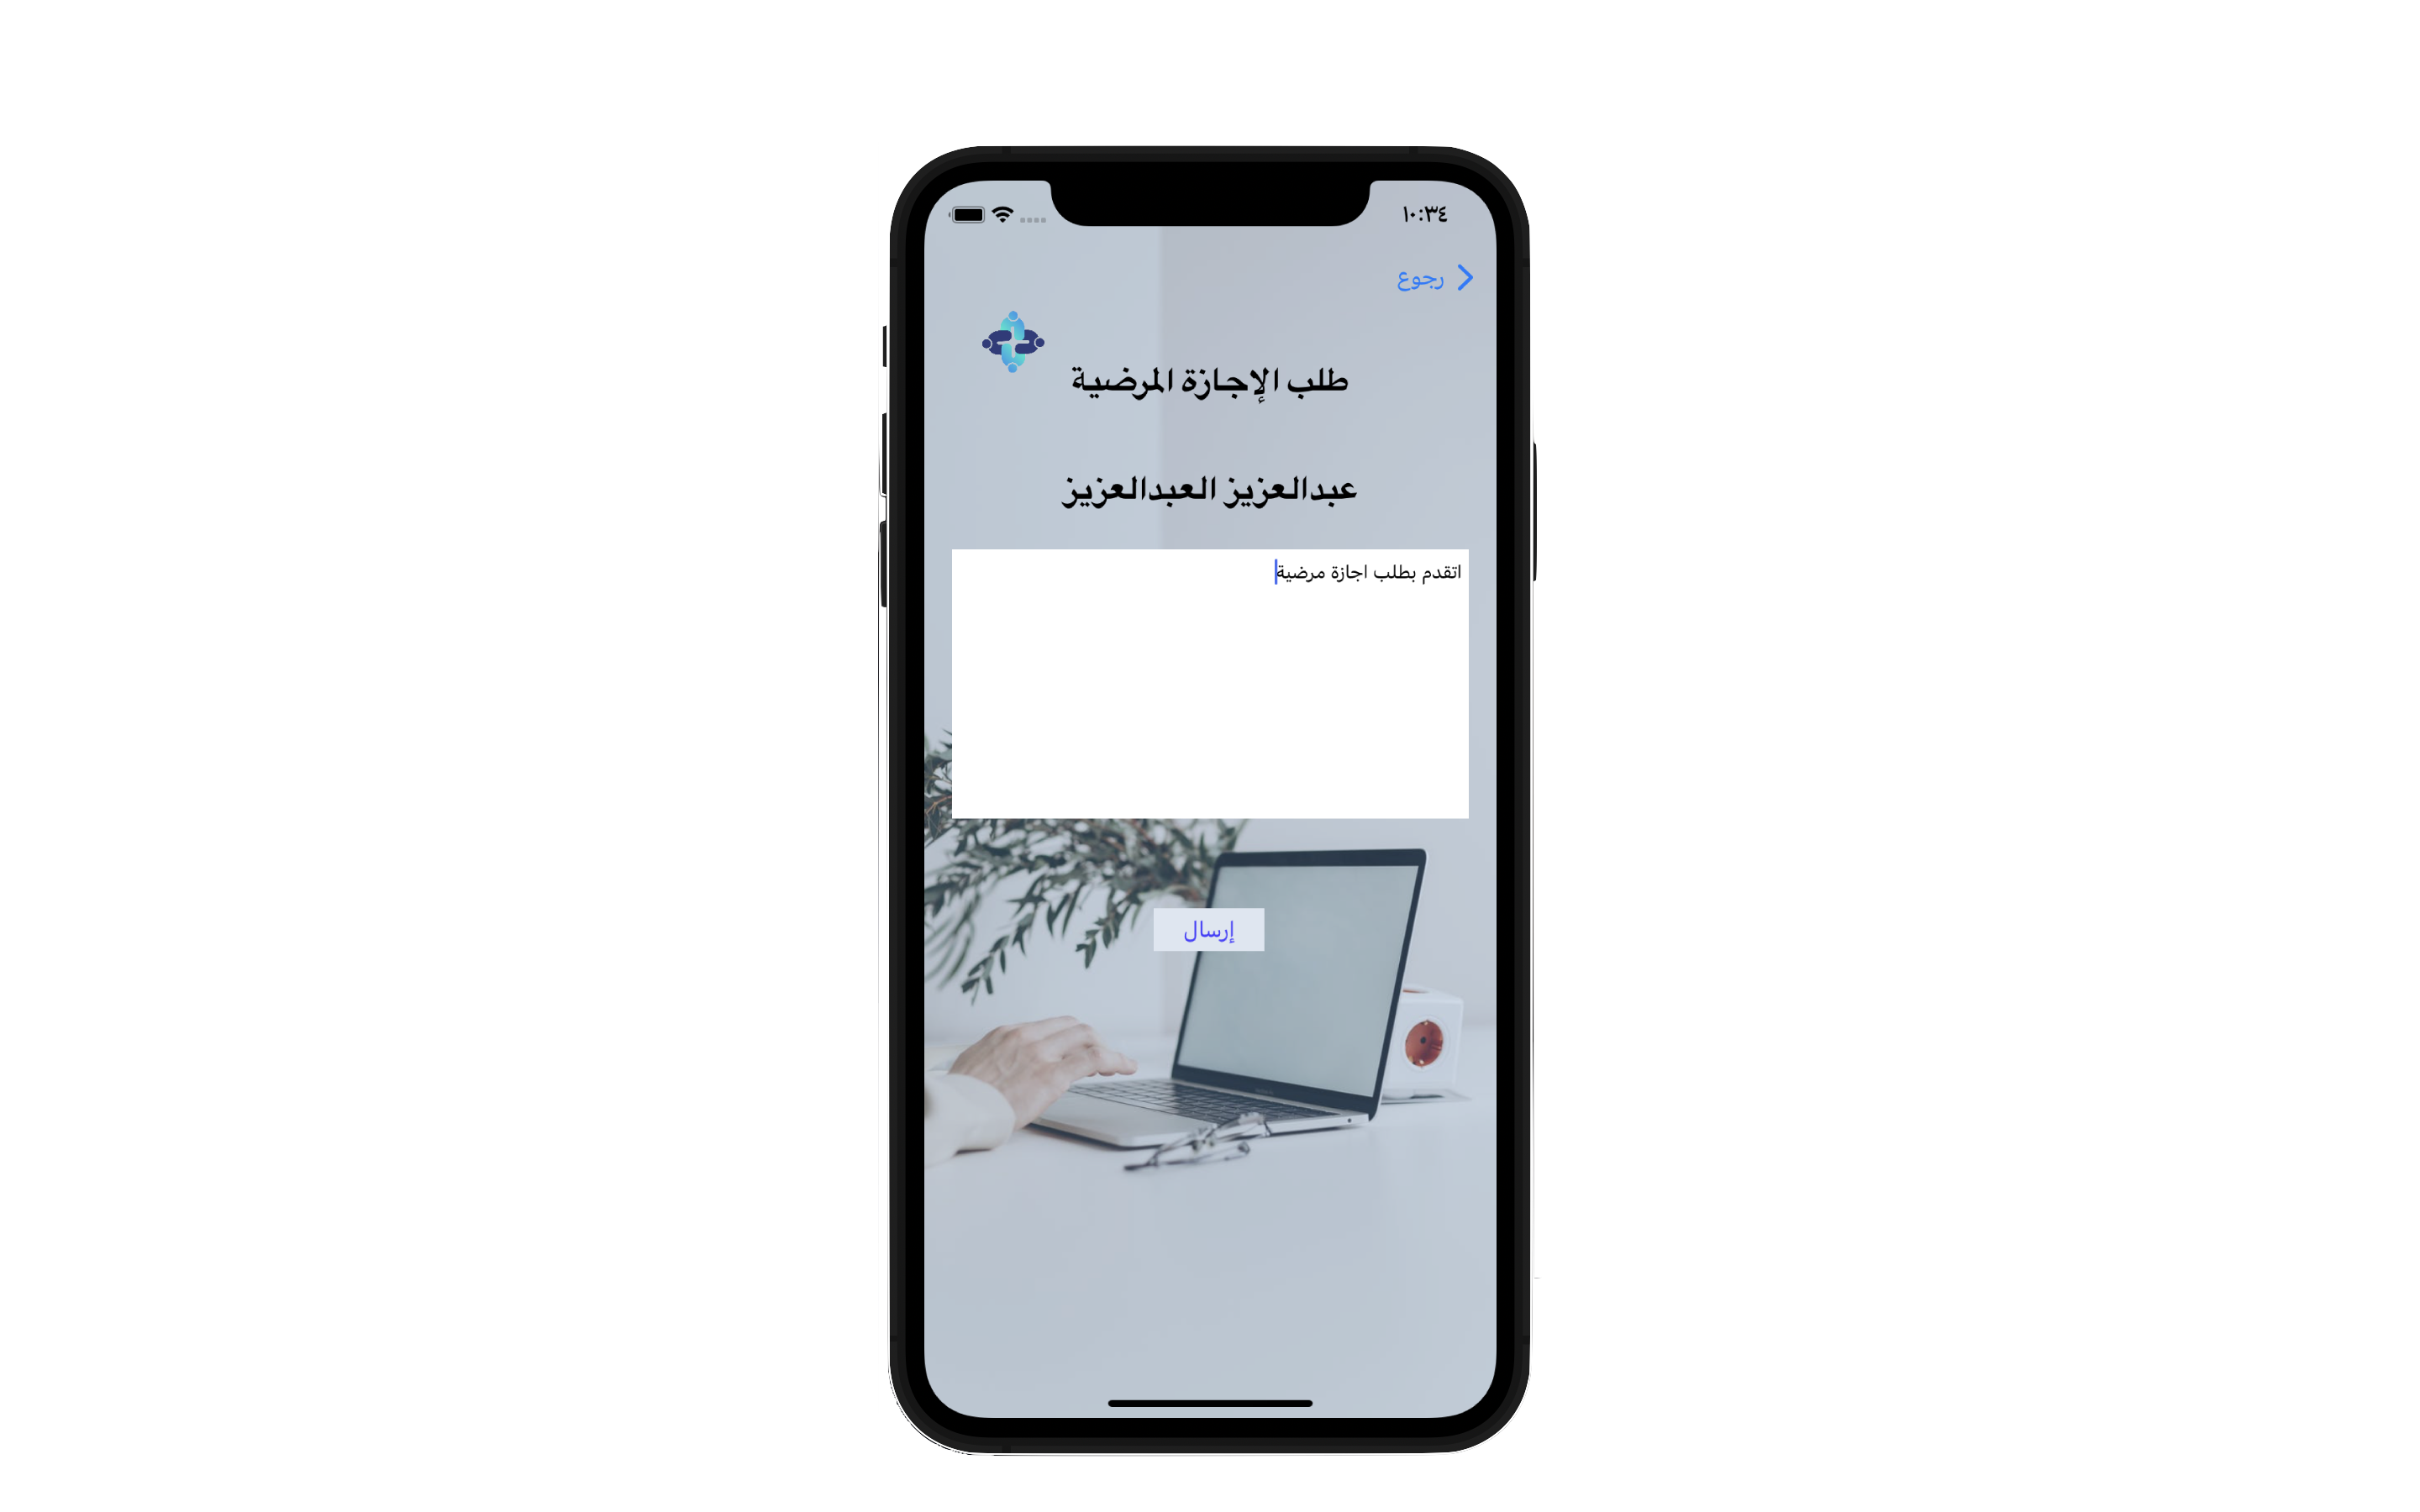 ١٠:٣٤
رجوع
طلب الإجازة المرضية
عبدالعزيز العبدالعزيز
اتقدم بطلب اجازة مرضية
إرسال